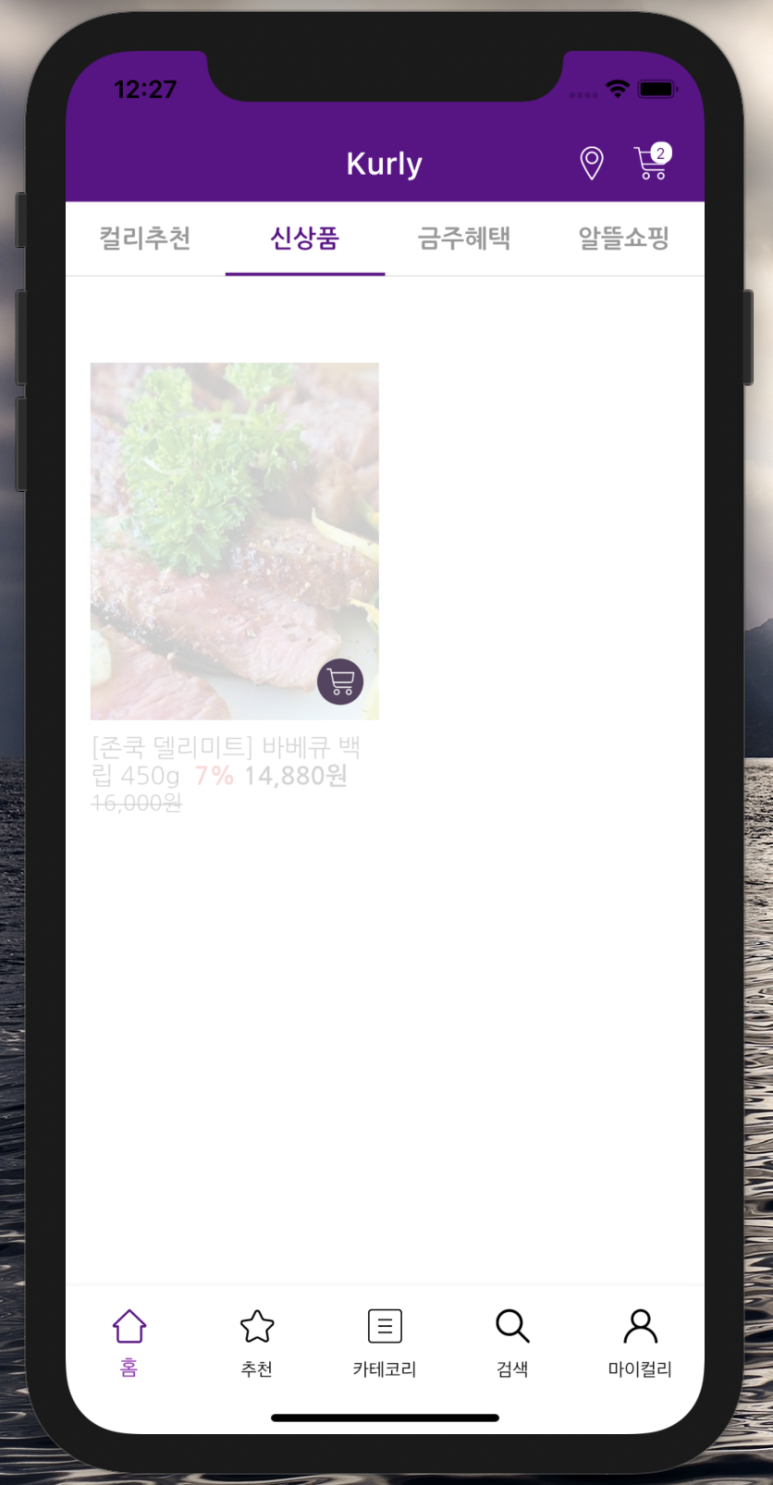 12:27
Kurly
2
컬리추천 신상품 금주혜택 알뜰쇼핑
[존쿡 델리미트] 바베큐 백
립 450g 7% 14,880원
16,000원
홈 추천 카테코리 검색 마이컬리